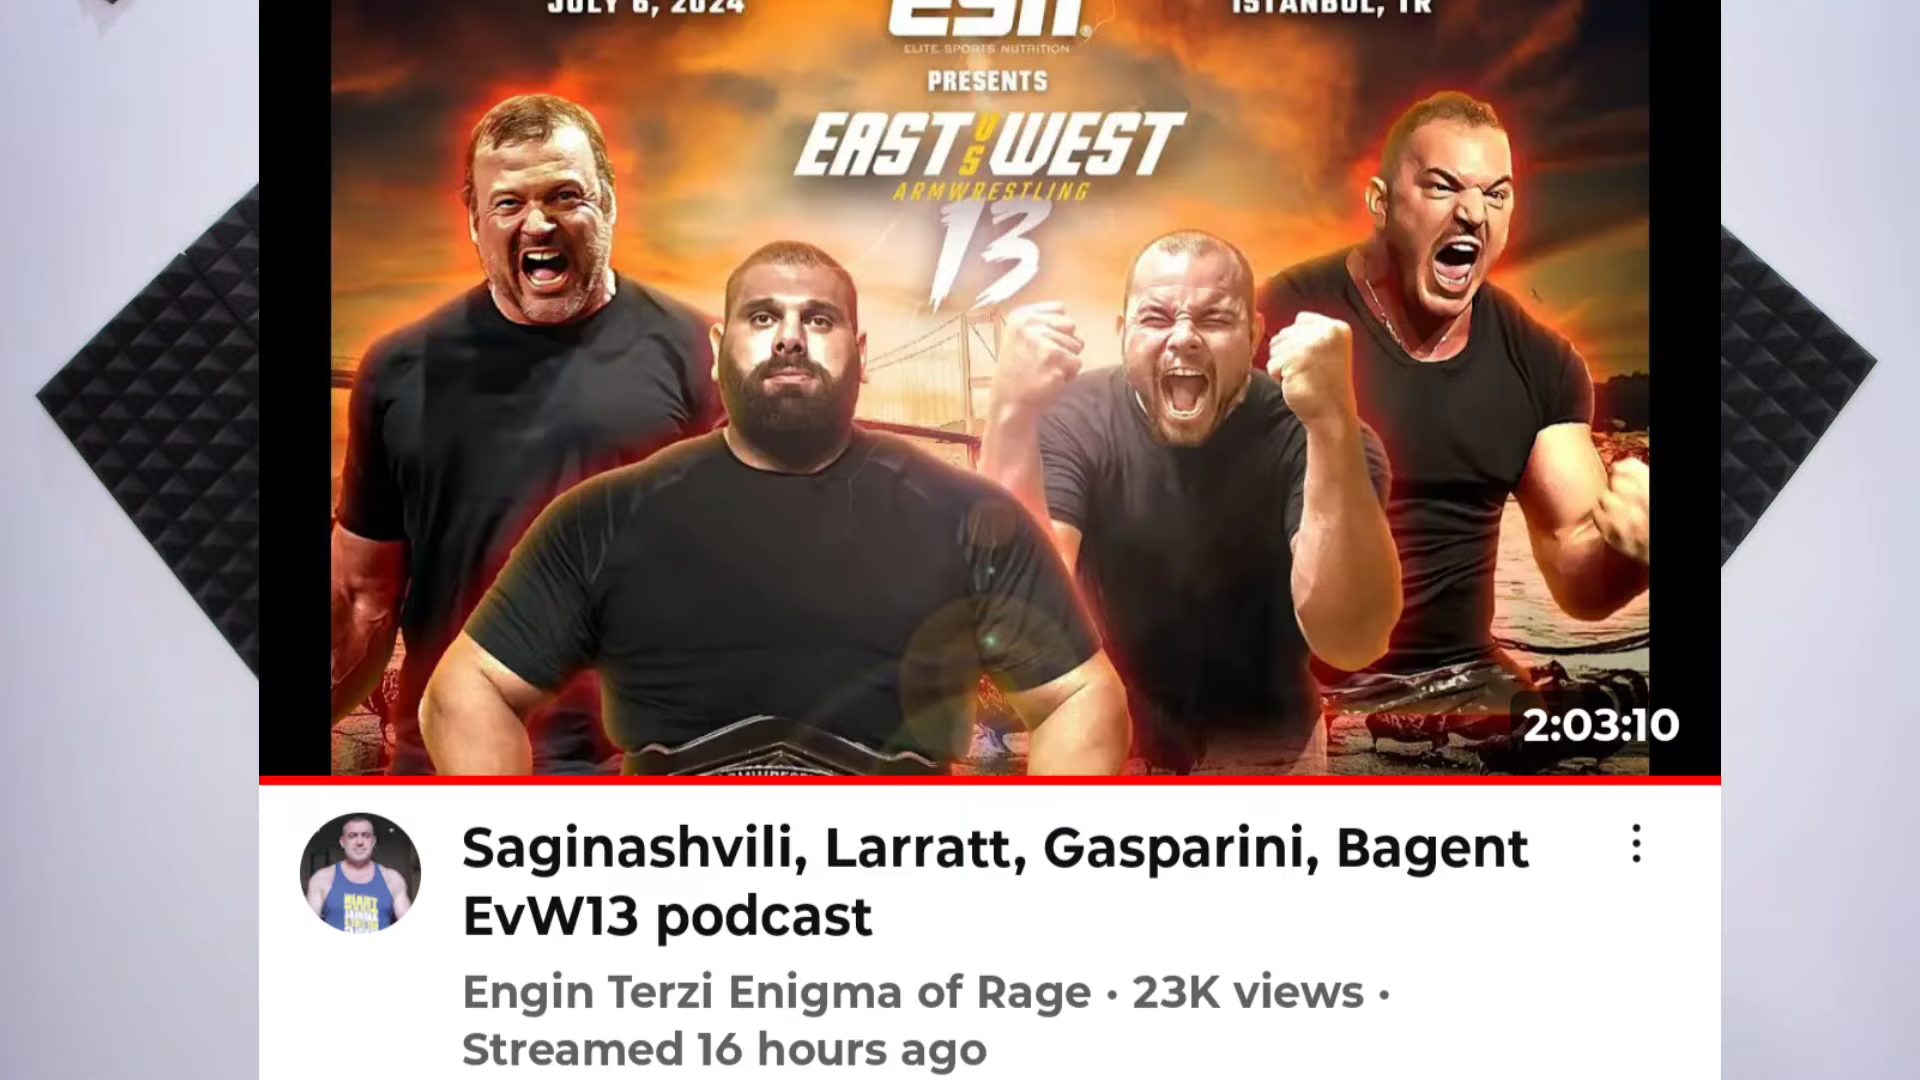 JULY 6, 2024
ESN®
ISTANBUL, TR
ELITE SPORTS NUTRITION
PRESENTS
EAST VS WEST
ARMWRESTLING
13
2:03:10
Saginashvili, Larratt, Gasparini, Bagent
EvW13 podcast
Engin Terzi Enigma of Rage • 23K views •
Streamed 16 hours ago